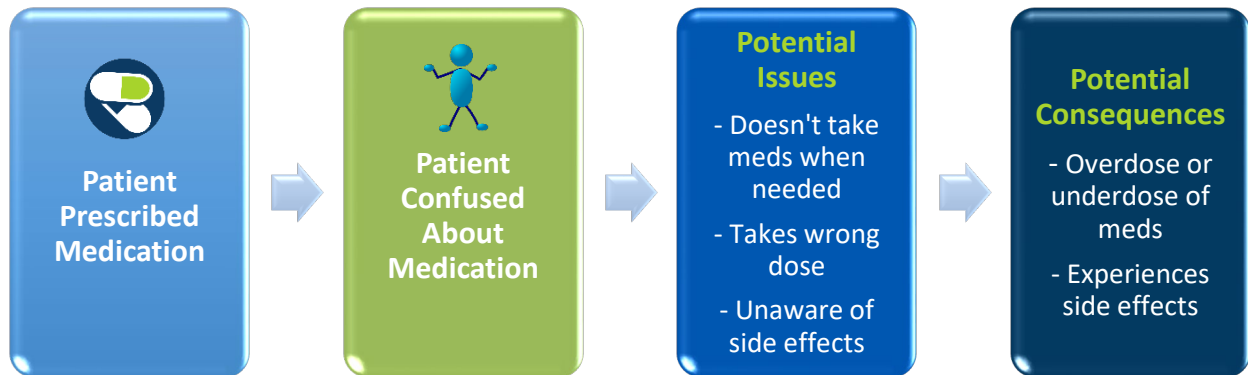 Patient
Prescribed
Medication
Patient
Confused
About
Medication
Potential
Issues
- Doesn't take
meds when
needed
- Takes wrong
dose
- Unaware of
side effects
Potential
Consequences
- Overdose or
underdose of
meds
- Experiences
side effects